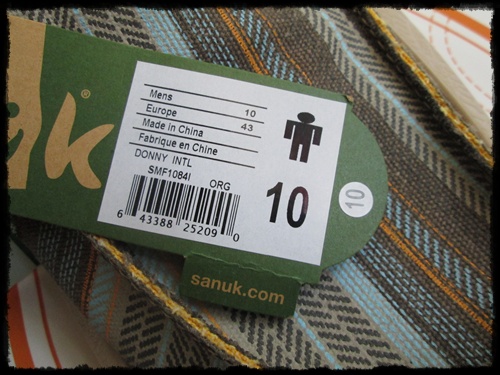 uk®
Mens 10
Europe 43
Made in China
Fabrique en Chine
DONNY INTL
SMF1084I ORG
6 43388 25209 0
10
10
sanuk.com